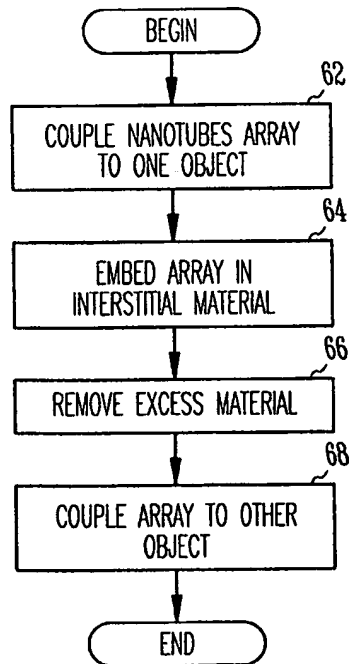 BEGIN
62
COUPLE NANOTUBES ARRAY
TO ONE OBJECT
64
EMBED ARRAY IN
INTERSTITIAL MATERIAL
66
REMOVE EXCESS MATERIAL
68
COUPLE ARRAY TO OTHER
OBJECT
END